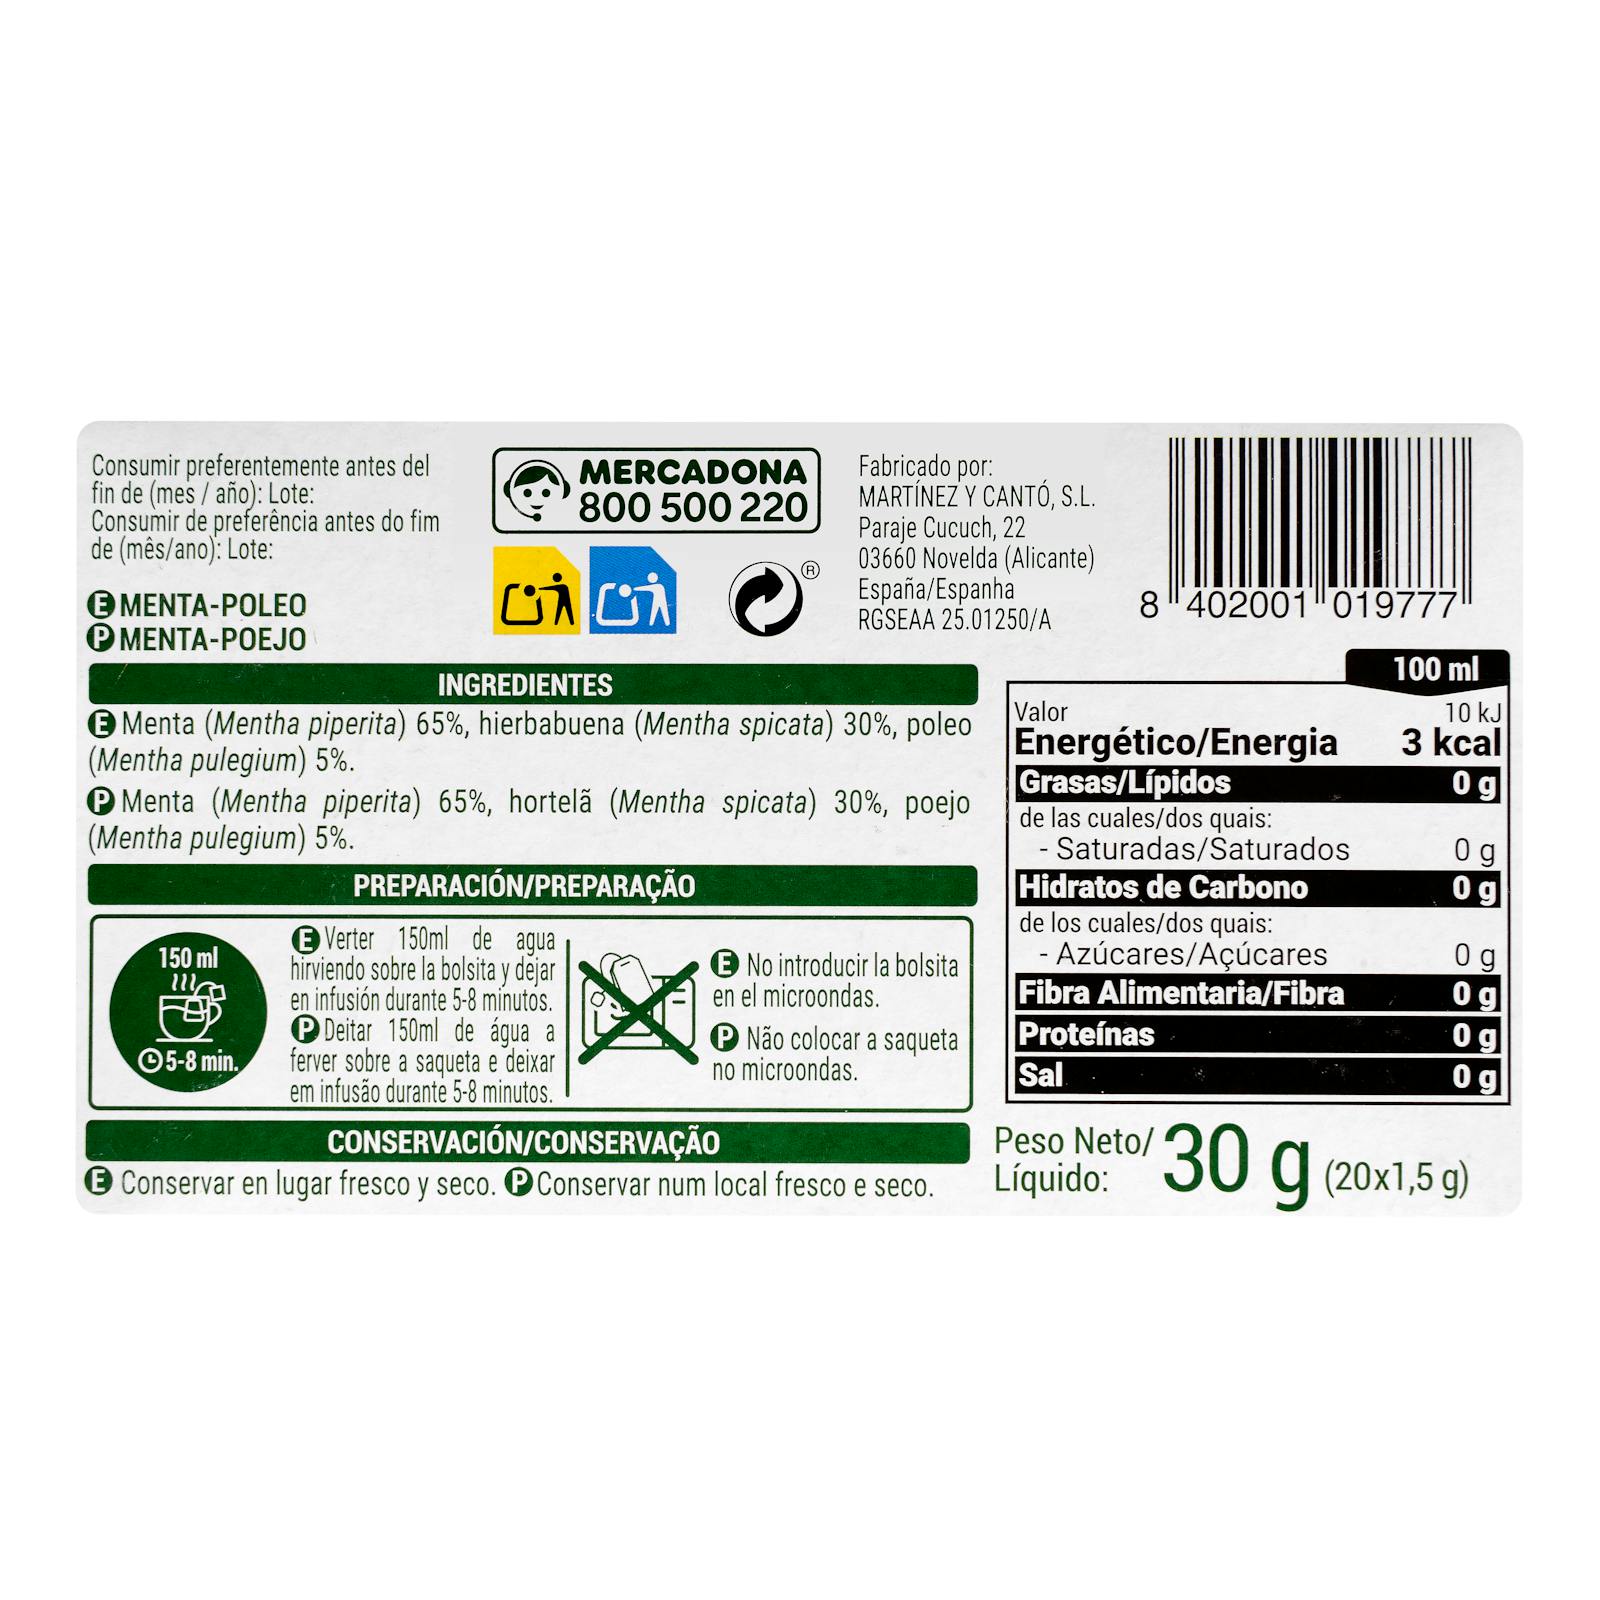 Consumir preferentemente antes del
fin de (mes / año): Lote:
Consumir de preferência antes do fim
de (mês/ano): Lote:
E MENTA-POLEO
P MENTA-POEJO
MERCADONA
800 500 220
®
Fabricado por:
MARTÍNEZ Y CANTÓ, S.L.
Paraje Cucuch, 22
03660 Novelda (Alicante)
España/Espanha
RGSEAA 25.01250/A
8 402001 019777
INGREDIENTES
E Menta (Mentha piperita) 65%, hierbabuena (Mentha spicata) 30%, poleo
(Mentha pulegium) 5%.
P Menta (Mentha piperita) 65%, hortelã (Mentha spicata) 30%, poejo
(Mentha pulegium) 5%.
PREPARACIÓN/PREPARAÇÃO
150 ml
5-8 min.
E Verter 150ml de agua
hirviendo sobre la bolsita y dejar
en infusión durante 5-8 minutos.
P Deitar 150ml de água a
ferver sobre a saqueta e deixar
em infusão durante 5-8 minutos.
E No introducir la bolsita
en el microondas.
P Não colocar a saqueta
no microondas.
CONSERVACIÓN/CONSERVAÇÃO
E Conservar en lugar fresco y seco. P Conservar num local fresco e seco.
100 ml
Valor 10 kJ
Energético/Energia 3 kcal
Grasas/Lípidos 0 g
de las cuales/dos quais:
- Saturadas/Saturados 0 g
Hidratos de Carbono 0 g
de los cuales/dos quais:
- Azúcares/Açúcares 0 g
Fibra Alimentaria/Fibra 0 g
Proteínas 0 g
Sal 0 g
Peso Neto/
Líquido: 30 g (20x1,5 g)